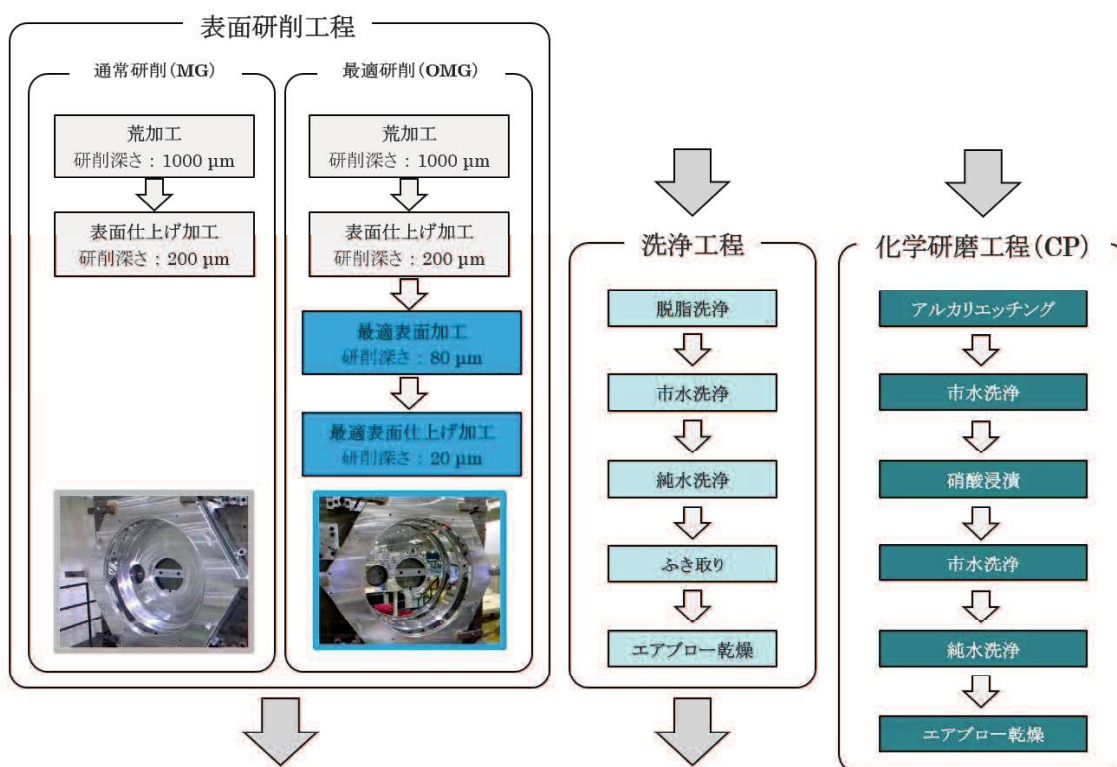 表面研削工程
通常研削(MG)
荒加工
研削深さ：1000 µm
表面仕上げ加工
研削深さ：200 µm
最適研削(OMG)
荒加工
研削深さ：1000 µm
表面仕上げ加工
研削深さ：200 µm
最適表面加工
研削深さ：80 µm
最適表面仕上げ加工
研削深さ：20 µm
洗浄工程
脱脂洗浄
市水洗浄
純水洗浄
ふき取り
エアブロー乾燥
化学研磨工程(CP)
アルカリエッチング
市水洗浄
硝酸浸漬
市水洗浄
純水洗浄
エアブロー乾燥